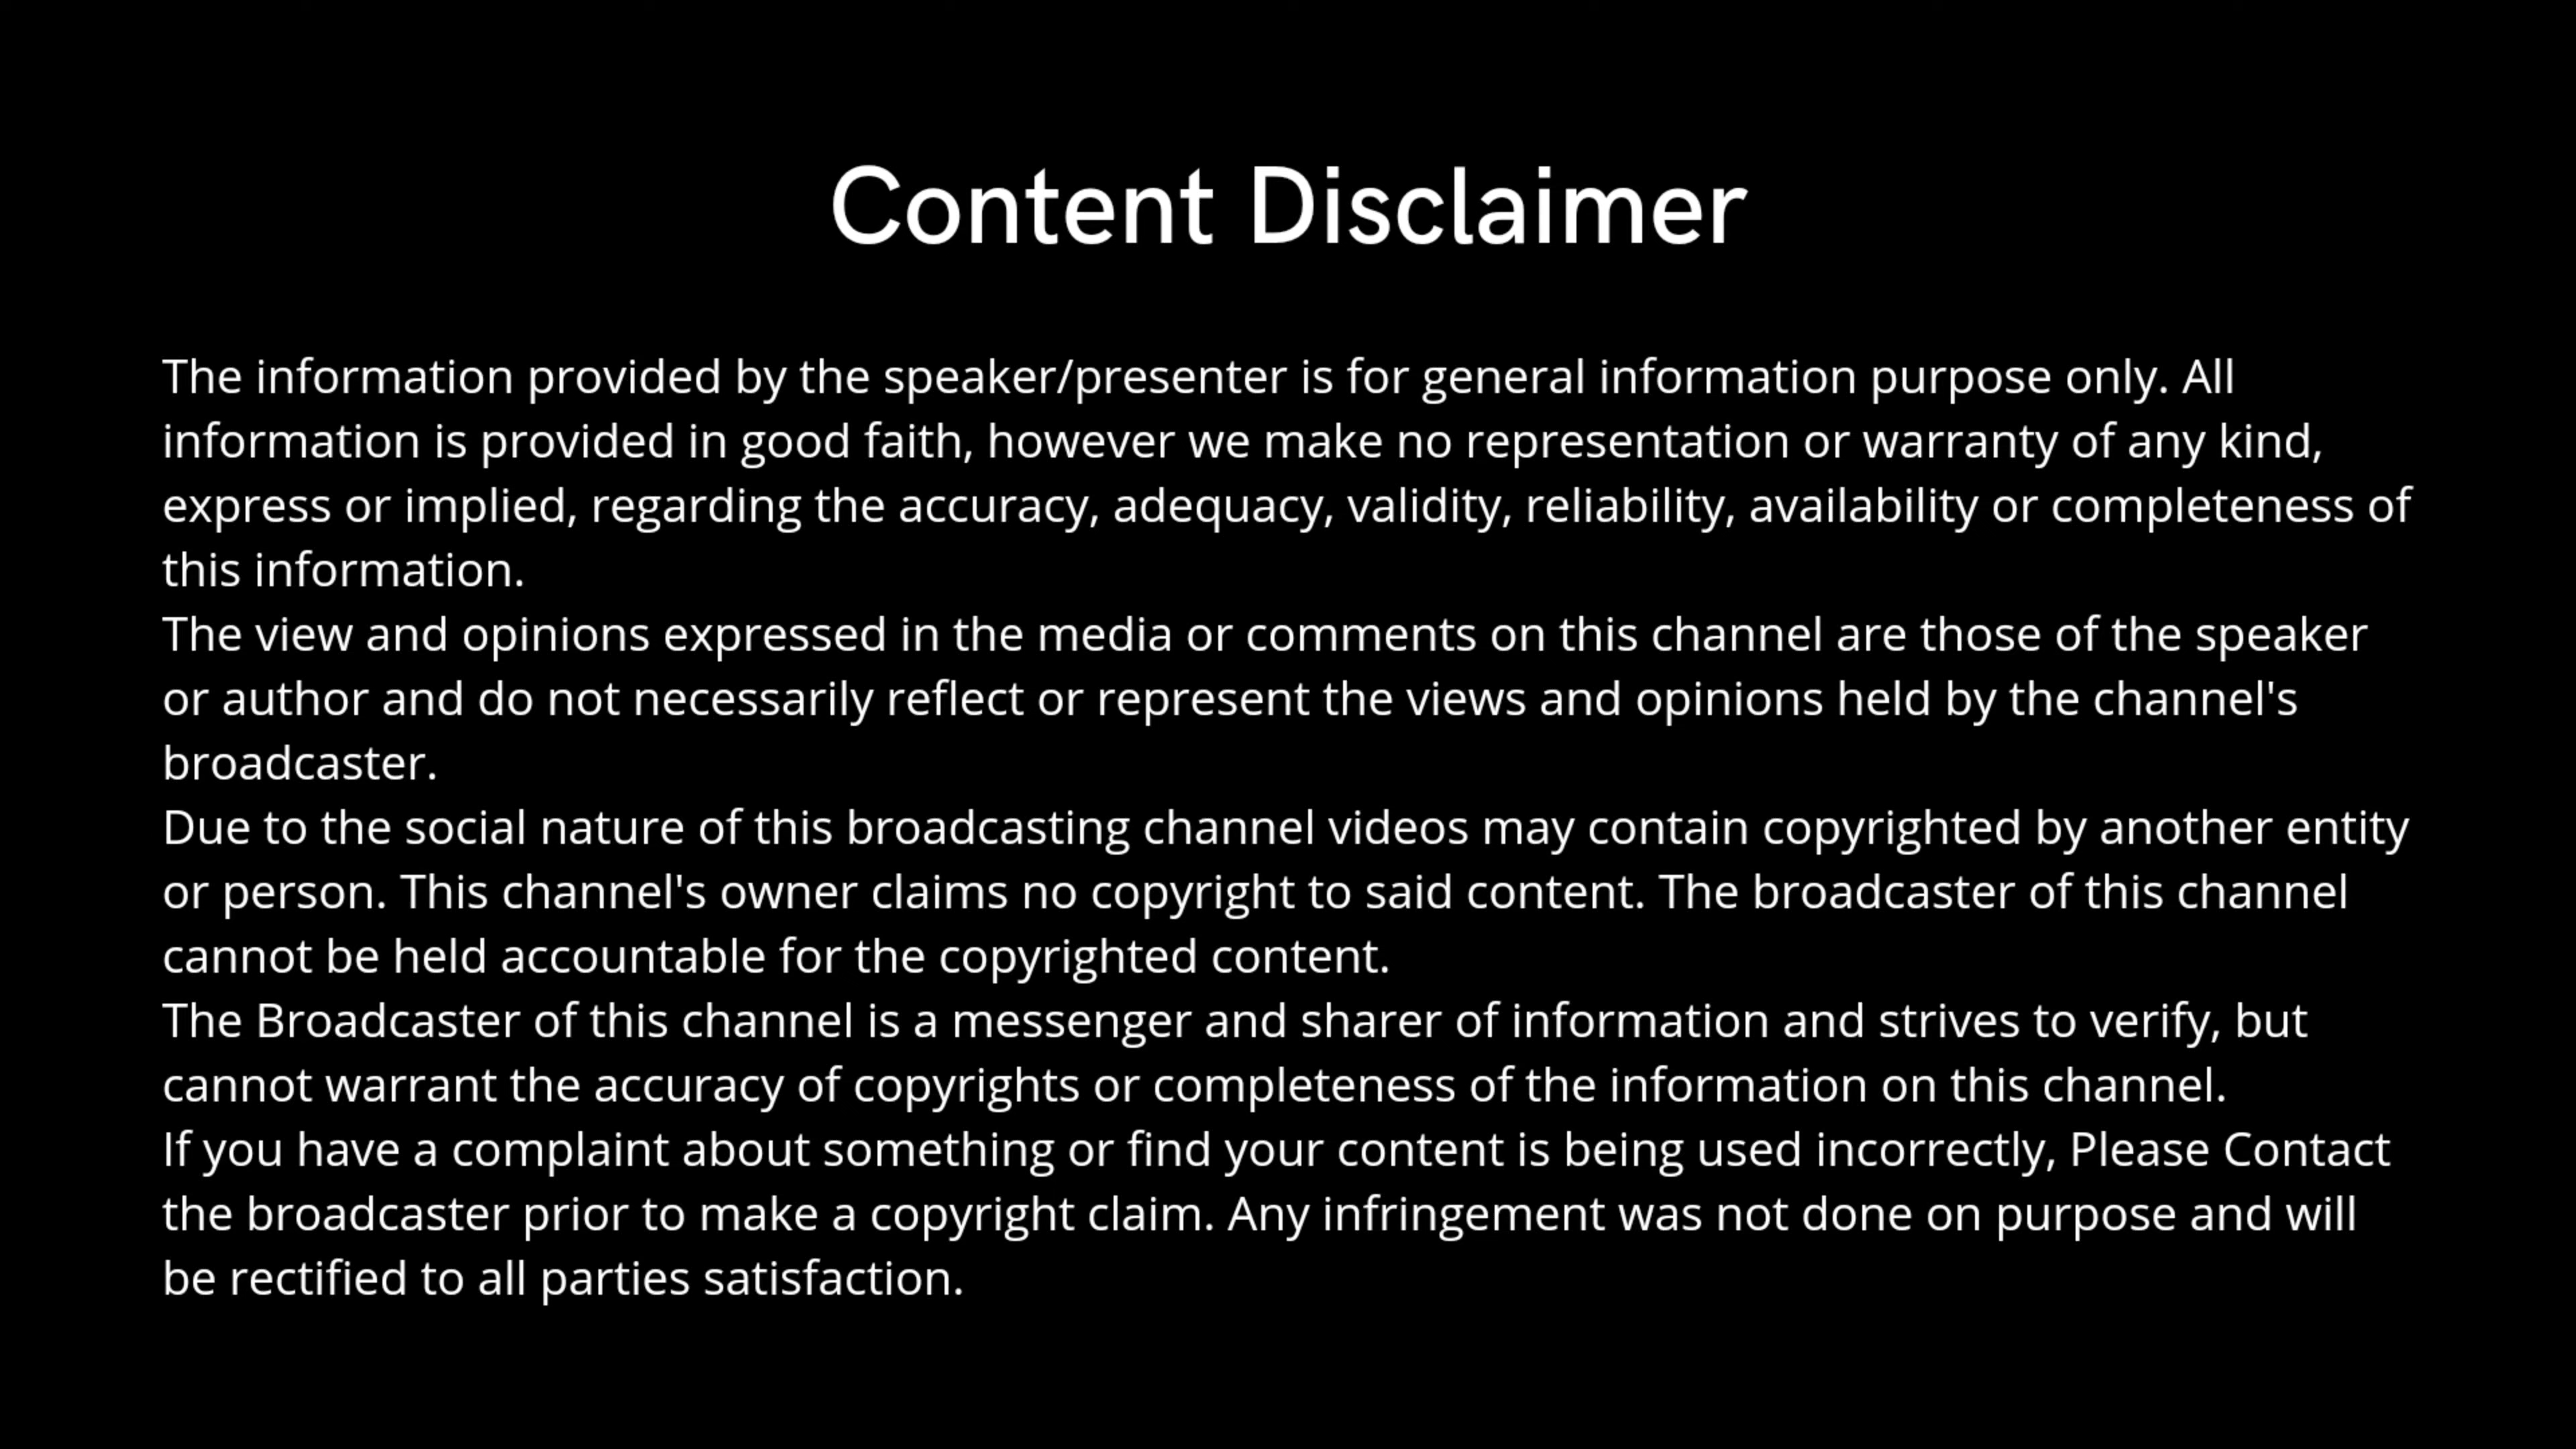 Content Disclaimer
The information provided by the speaker/presenter is for general information purpose only. All
information is provided in good faith, however we make no representation or warranty of any kind,
express or implied, regarding the accuracy, adequacy, validity, reliability, availability or completeness of
this information.
The view and opinions expressed in the media or comments on this channel are those of the speaker
or author and do not necessarily reflect or represent the views and opinions held by the channel's
broadcaster.
Due to the social nature of this broadcasting channel videos may contain copyrighted by another entity
or person. This channel's owner claims no copyright to said content. The broadcaster of this channel
cannot be held accountable for the copyrighted content.
The Broadcaster of this channel is a messenger and sharer of information and strives to verify, but
cannot warrant the accuracy of copyrights or completeness of the information on this channel.
If you have a complaint about something or find your content is being used incorrectly, Please Contact
the broadcaster prior to make a copyright claim. Any infringement was not done on purpose and will
be rectified to all parties satisfaction.